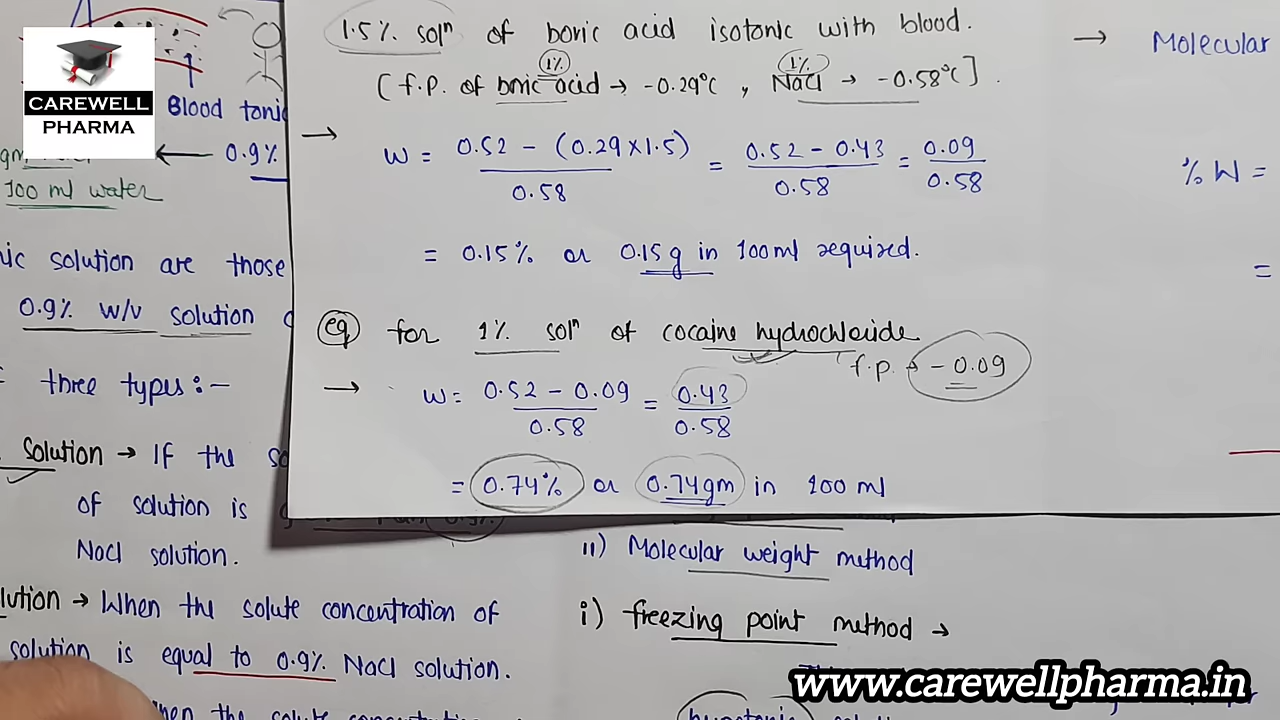 CAREWELL
PHARMA
Blood tonic
0.9%
100 ml water
solution are those
0.9% w/v solution
three types:-
Solution → If the
of solution is
NaCl solution.
→ When the solute concentration of
solution is equal to 0.9% NaCl solution.
the solute
1.5% solⁿ of boric acid isotonic with blood.
1% 1%
[f.p. of boric acid → -0.29°C, NaCl → -0.58°C].
→ W = 0.52 - (0.29×1.5) / 0.58 = 0.52 - 0.43 / 0.58 = 0.09 / 0.58
= 0.15% or 0.15g in 100ml required.
eg for 1% solⁿ of cocaine hydrochloride
f.p. → -0.09
→ W = 0.52 - 0.09 / 0.58 = 0.43 / 0.58
= 0.74% or 0.74gm in 100 ml
ii) Molecular weight method
i) freezing point method →
→ Molecular
% W =
=
www.carewellpharma.in